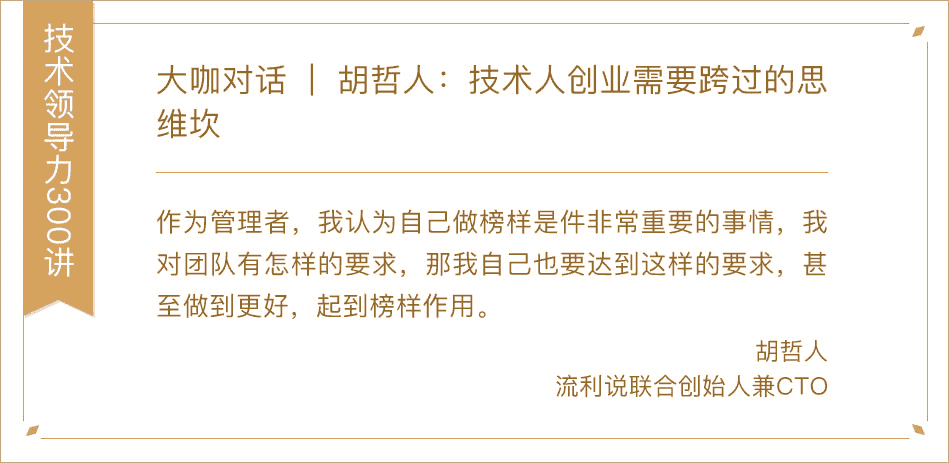 技术领导力300讲
大咖对话 | 胡哲人：技术人创业需要跨过的思
维坎
作为管理者，我认为自己做榜样是件非常重要的事情，我
对团队有怎样的要求，那我自己也要达到这样的要求，甚
至做到更好，起到榜样作用。
胡哲人
流利说联合创始人兼CTO